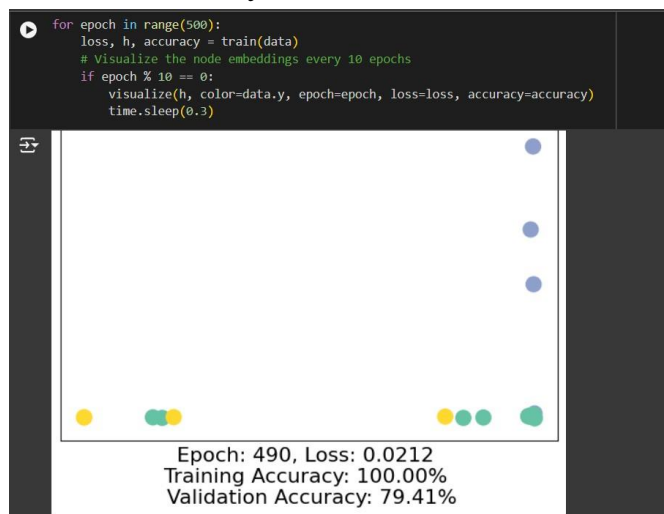 for epoch in range(500):
    loss, h, accuracy = train(data)
    # Visualize the node embeddings every 10 epochs
    if epoch % 10 == 0:
        visualize(h, color=data.y, epoch=epoch, loss=loss, accuracy=accuracy)
        time.sleep(0.3)
Epoch: 490, Loss: 0.0212
Training Accuracy: 100.00%
Validation Accuracy: 79.41%